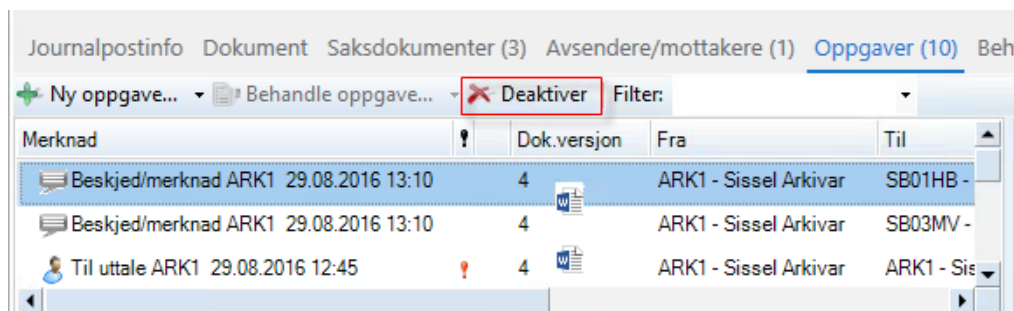 Journalpostinfo Dokument Saksdokumenter (3) Avsendere/mottakere (1) Oppgaver (10) Beh
Ny oppgave... Behandle oppgave... Deaktiver Filter:
Merknad ! Dok.versjon Fra Til
Beskjed/merknad ARK1 29.08.2016 13:10 4 ARK1 - Sissel Arkivar SB01HB -
Beskjed/merknad ARK1 29.08.2016 13:10 4 ARK1 - Sissel Arkivar SB03MV -
Til uttale ARK1 29.08.2016 12:45 ! 4 ARK1 - Sissel Arkivar ARK1 - Sis